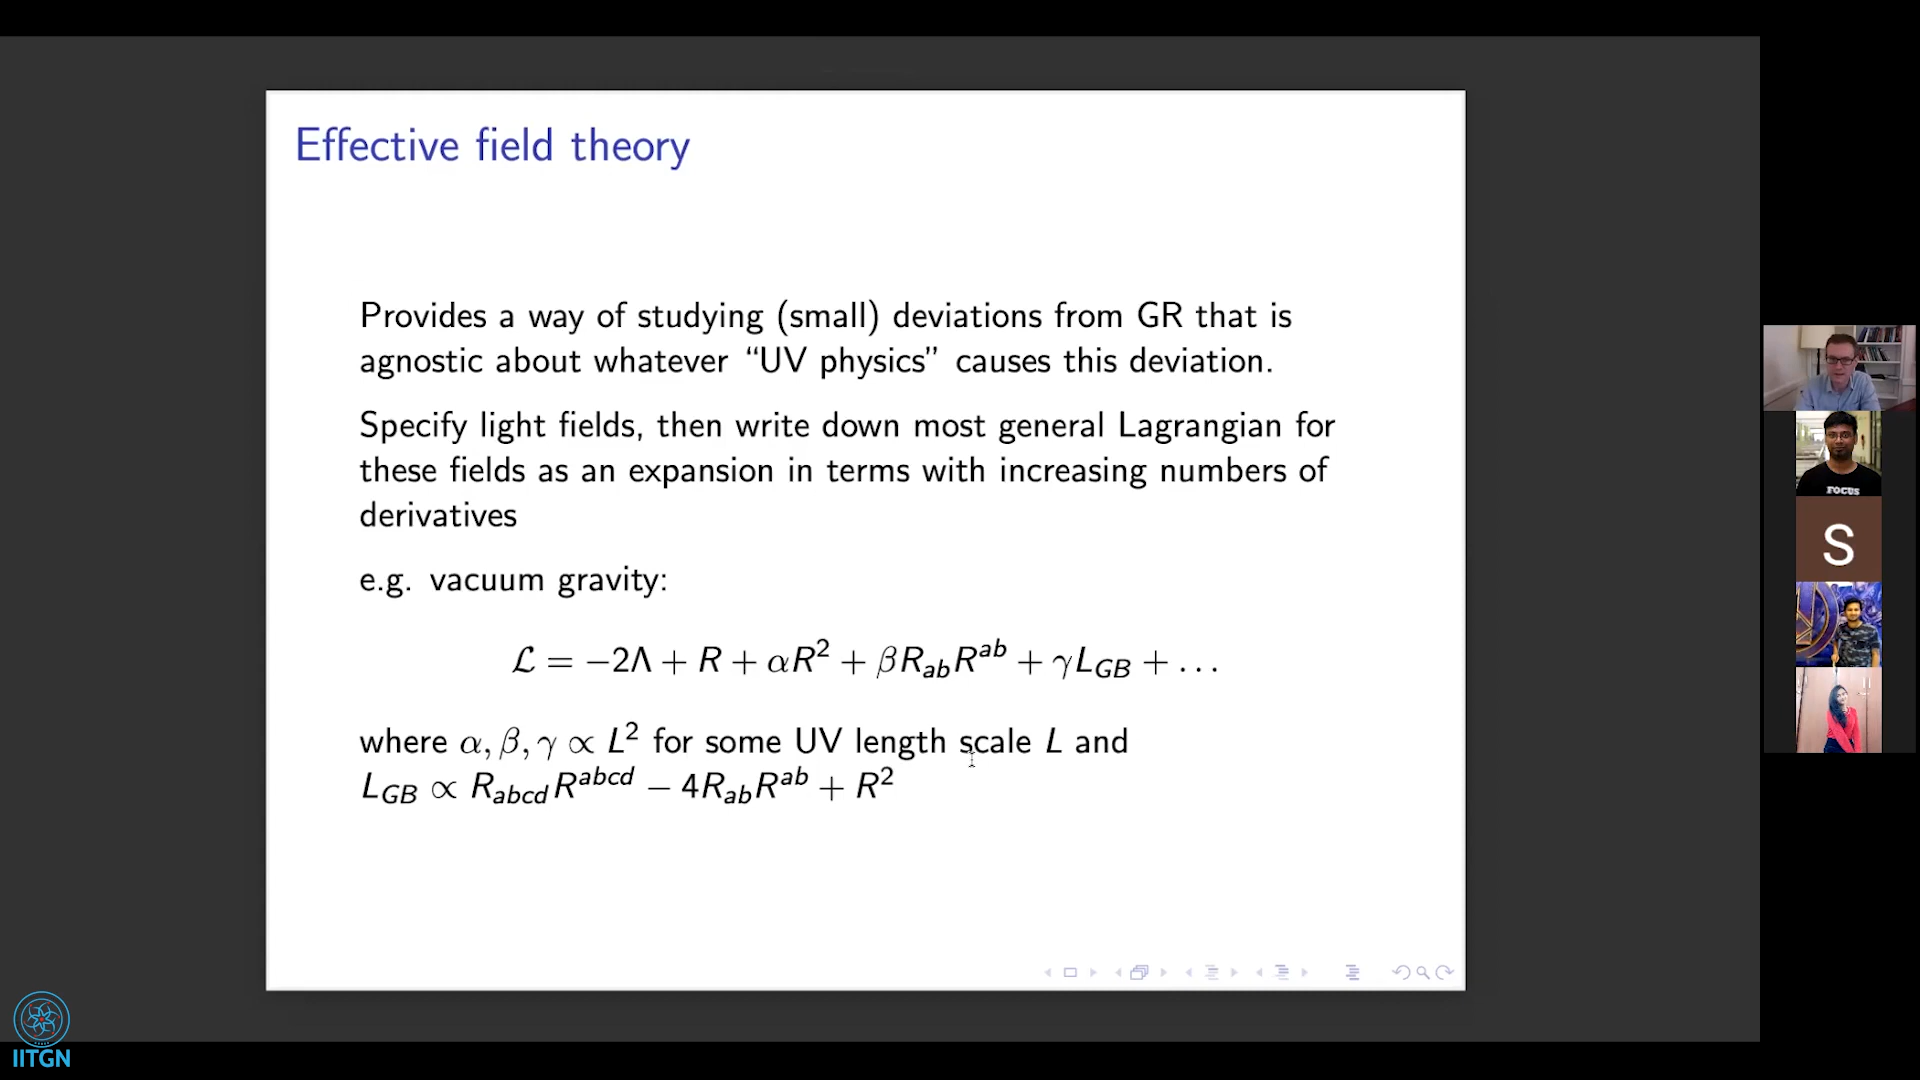 Effective field theory
Provides a way of studying (small) deviations from GR that is
agnostic about whatever “UV physics” causes this deviation.
Specify light fields, then write down most general Lagrangian for
these fields as an expansion in terms with increasing numbers of
derivatives
e.g. vacuum gravity:
ℒ = −2Λ + R + αR² + βR_{ab}R^{ab} + γL_{GB} + . . .
where α, β, γ ∝ L² for some UV length scale L and
L_{GB} ∝ R_{abcd}R^{abcd} − 4R_{ab}R^{ab} + R²
FOCUS
S
IITGN